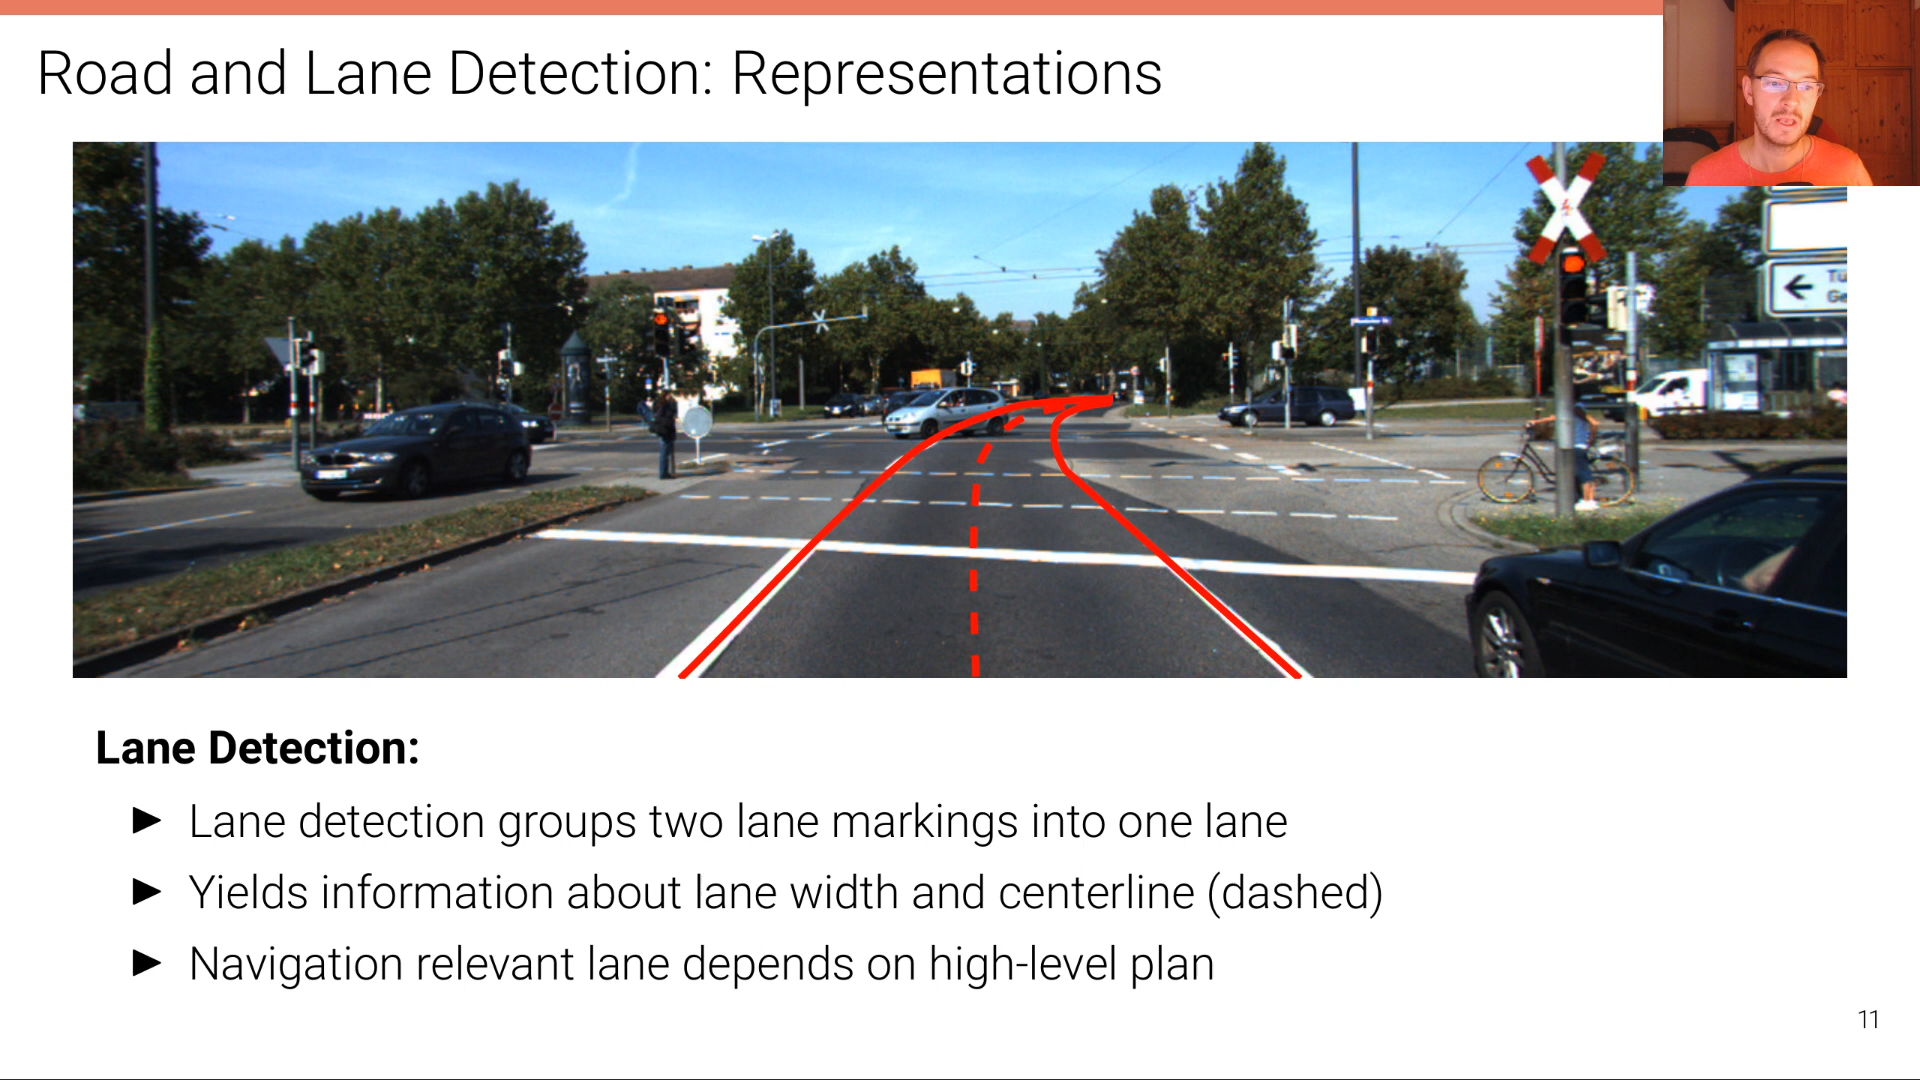 Road and Lane Detection: Representations
Lane Detection:
► Lane detection groups two lane markings into one lane
► Yields information about lane width and centerline (dashed)
► Navigation relevant lane depends on high-level plan
11